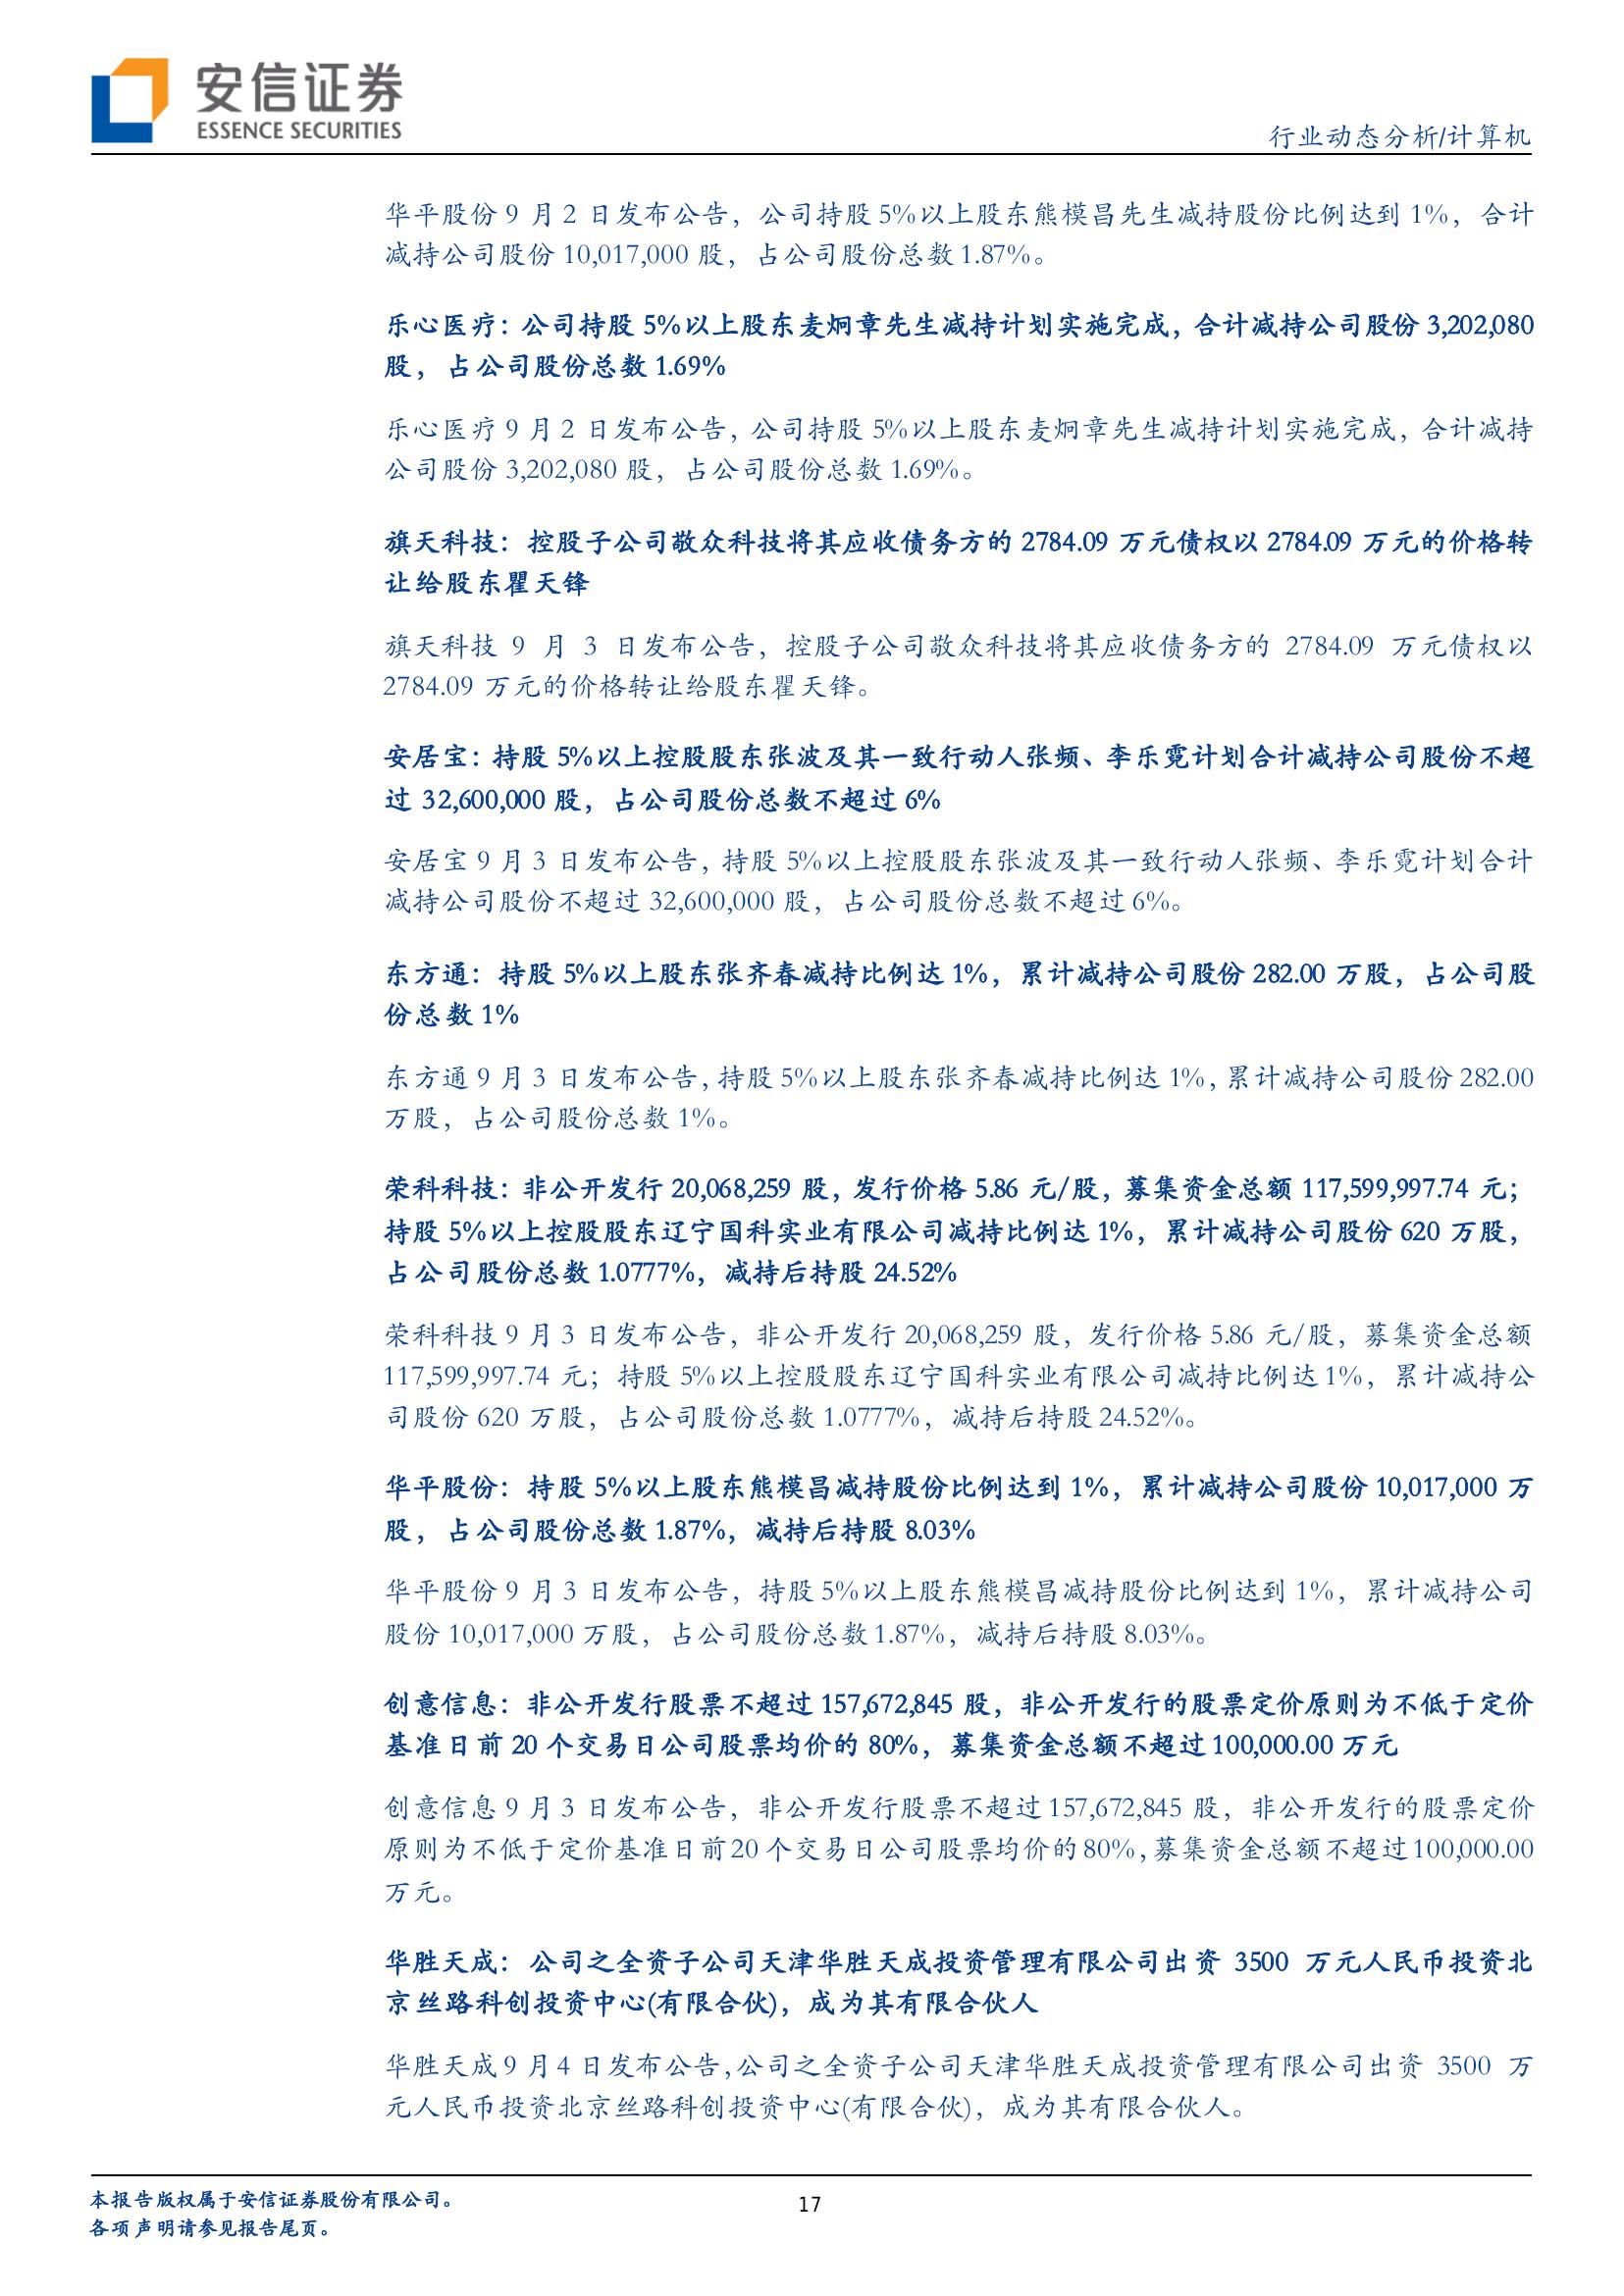 安信证券
ESSENCE SECURITIES
行业动态分析/计算机
华平股份 9 月 2 日发布公告，公司持股 5%以上股东熊模昌先生减持股份比例达到 1%，合计
减持公司股份 10,017,000 股，占公司股份总数 1.87%。
乐心医疗：公司持股 5%以上股东麦炯章先生减持计划实施完成，合计减持公司股份 3,202,080
股，占公司股份总数 1.69%
乐心医疗 9 月 2 日发布公告，公司持股 5%以上股东麦炯章先生减持计划实施完成，合计减持
公司股份 3,202,080 股，占公司股份总数 1.69%。
旗天科技：控股子公司敬众科技将其应收债务方的 2784.09 万元债权以 2784.09 万元的价格转
让给股东瞿天锋
旗天科技 9 月 3 日发布公告，控股子公司敬众科技将其应收债务方的 2784.09 万元债权以
2784.09 万元的价格转让给股东瞿天锋。
安居宝：持股 5%以上控股股东张波及其一致行动人张频、李乐霓计划合计减持公司股份不超
过 32,600,000 股，占公司股份总数不超过 6%
安居宝 9 月 3 日发布公告，持股 5%以上控股股东张波及其一致行动人张频、李乐霓计划合计
减持公司股份不超过 32,600,000 股，占公司股份总数不超过 6%。
东方通：持股 5%以上股东张齐春减持比例达 1%，累计减持公司股份 282.00 万股，占公司股
份总数 1%
东方通 9 月 3 日发布公告，持股 5%以上股东张齐春减持比例达 1%，累计减持公司股份 282.00
万股，占公司股份总数 1%。
荣科科技：非公开发行 20,068,259 股，发行价格 5.86 元/股，募集资金总额 117,599,997.74 元；
持股 5%以上控股股东辽宁国科实业有限公司减持比例达 1%，累计减持公司股份 620 万股，
占公司股份总数 1.0777%，减持后持股 24.52%
荣科科技 9 月 3 日发布公告，非公开发行 20,068,259 股，发行价格 5.86 元/股，募集资金总额
117,599,997.74 元；持股 5%以上控股股东辽宁国科实业有限公司减持比例达 1%，累计减持公
司股份 620 万股，占公司股份总数 1.0777%，减持后持股 24.52%。
华平股份：持股 5%以上股东熊模昌减持股份比例达到 1%，累计减持公司股份 10,017,000 万
股，占公司股份总数 1.87%，减持后持股 8.03%
华平股份 9 月 3 日发布公告，持股 5%以上股东熊模昌减持股份比例达到 1%，累计减持公司
股份 10,017,000 万股，占公司股份总数 1.87%，减持后持股 8.03%。
创意信息：非公开发行股票不超过 157,672,845 股，非公开发行的股票定价原则为不低于定价
基准日前 20 个交易日公司股票均价的 80%，募集资金总额不超过 100,000.00 万元
创意信息 9 月 3 日发布公告，非公开发行股票不超过 157,672,845 股，非公开发行的股票定价
原则为不低于定价基准日前 20 个交易日公司股票均价的 80%，募集资金总额不超过 100,000.00
万元。
华胜天成：公司之全资子公司天津华胜天成投资管理有限公司出资 3500 万元人民币投资北
京丝路科创投资中心(有限合伙)，成为其有限合伙人
华胜天成 9 月 4 日发布公告，公司之全资子公司天津华胜天成投资管理有限公司出资 3500 万
元人民币投资北京丝路科创投资中心(有限合伙)，成为其有限合伙人。
本报告版权属于安信证券股份有限公司。
17
各项声明请参见报告尾页。